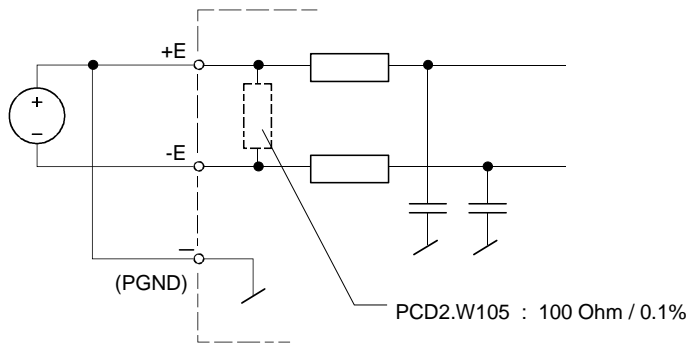 +E
+
–
-E
–
(PGND)
PCD2.W105 : 100 Ohm / 0.1%